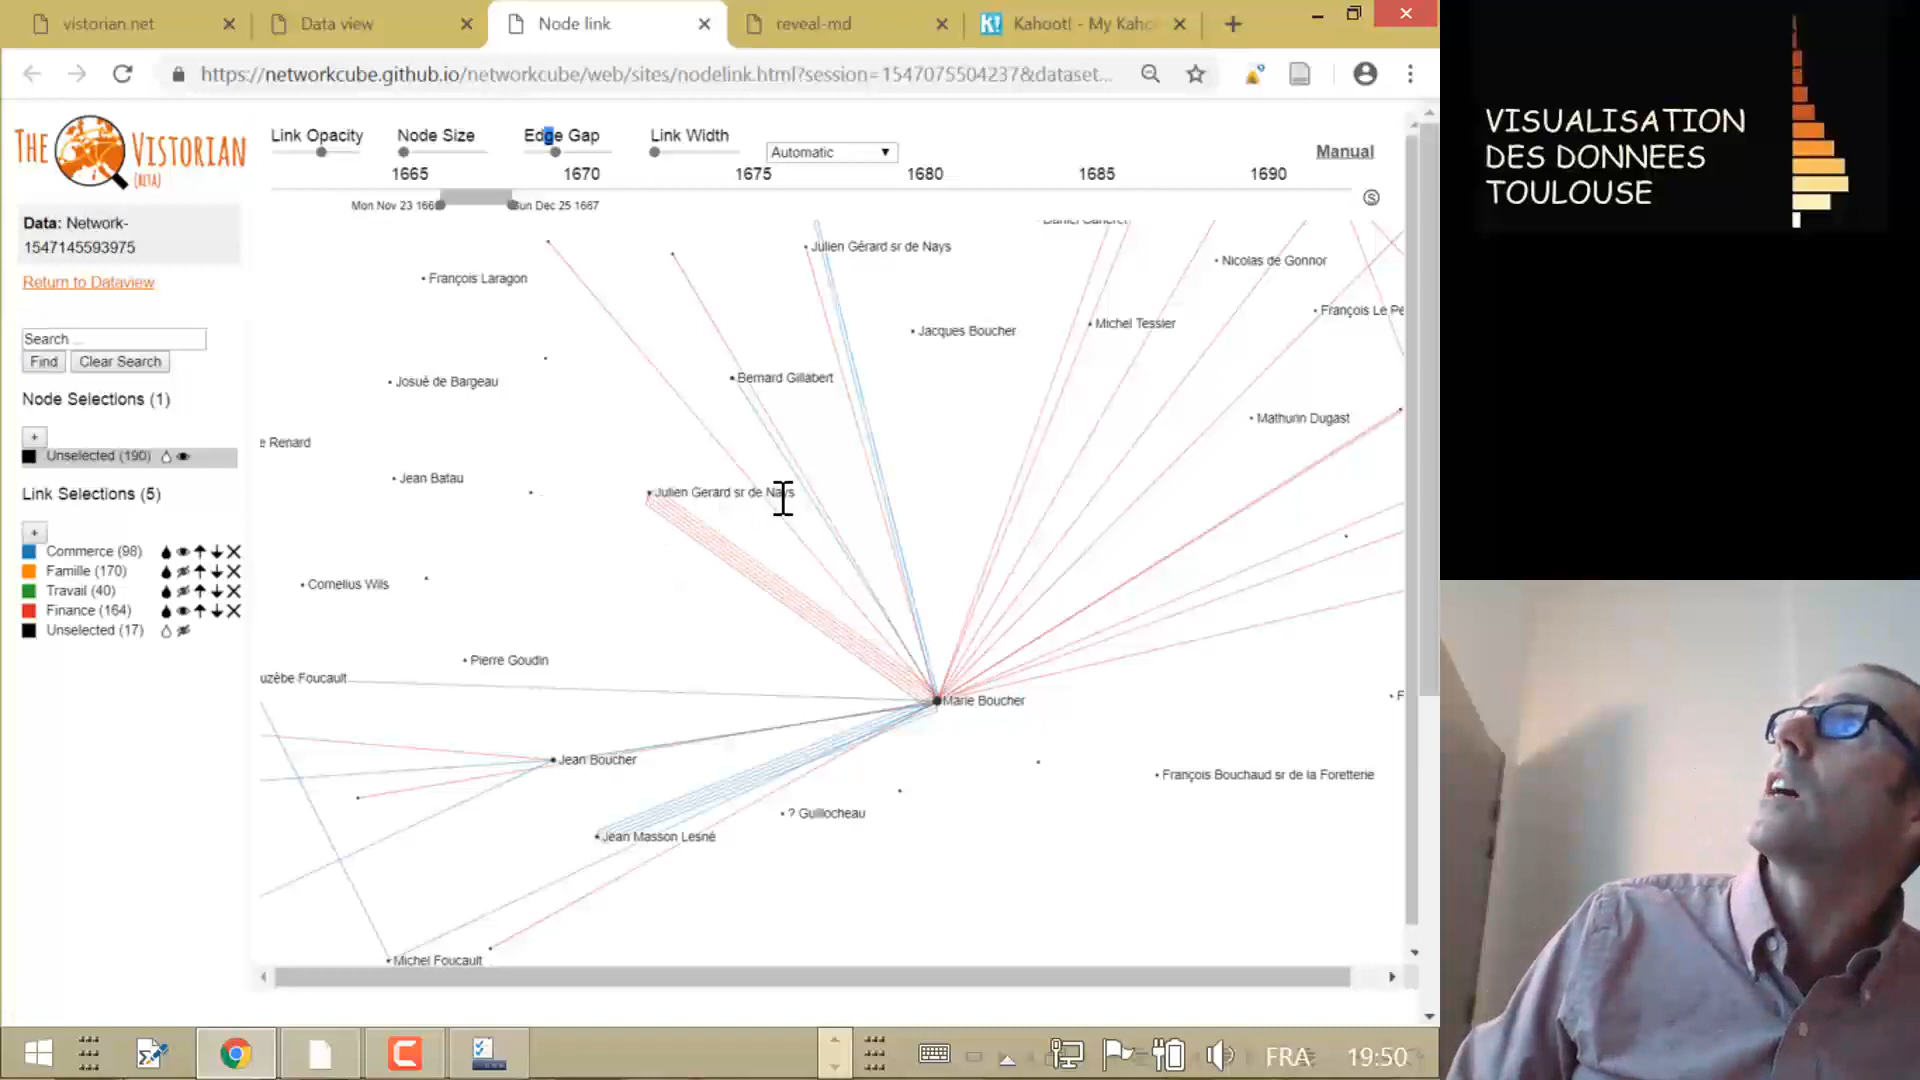 vistorian.net
Data view
Node link
reveal-md
Kahoot! - My Kaho
https://networkcube.github.io/networkcube/web/sites/nodelink.html?session=1547075504237&dataset...
THE VISTORIAN
(BETA)
Data: Network-
1547145593975
Return to Dataview
Search ...
Find
Clear Search
Node Selections (1)
+
Unselected (190)
Link Selections (5)
+
Commerce (98)
Famille (170)
Travail (40)
Finance (164)
Unselected (17)
Link Opacity
Node Size
Edge Gap
Link Width
Automatic
Manual
1665
1670
1675
1680
1685
1690
Mon Nov 23 166
Sun Dec 25 1667
S
Daniel Cancret
Julien Gérard sr de Nays
Nicolas de Gonnor
François Laragon
François Le Pe
Jacques Boucher
Michel Tessier
Josué de Bargeau
Bernard Gillabert
Mathurin Dugast
e Renard
Jean Batau
Julien Gerard sr de Nays
Cornelius Wils
Pierre Goudin
uzèbe Foucault
Marie Boucher
F
Jean Boucher
François Bouchaud sr de la Foretterie
? Guillocheau
Jean Masson Lesné
Michel Foucault
FRA
19:50
VISUALISATION
DES DONNEES
TOULOUSE